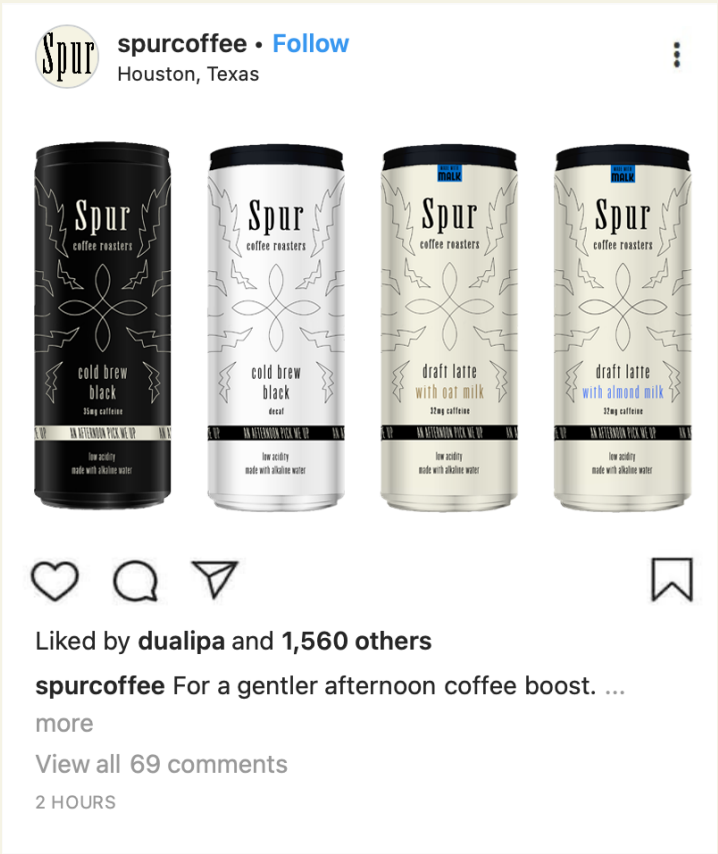 Spur
spurcoffee • Follow
Houston, Texas
Spur
coffee roasters
cold brew
black
35mg caffeine
AN AFTERNOON PICK ME UP
low acidity
made with alkaline water
Spur
coffee roasters
cold brew
black
decaf
AN AFTERNOON PICK ME UP
low acidity
made with alkaline water
MADE WITH
MALK
Spur
coffee roasters
draft latte
with oat milk
32mg caffeine
AN AFTERNOON PICK ME UP
low acidity
made with alkaline water
MADE WITH
MALK
Spur
coffee roasters
draft latte
with almond milk
32mg caffeine
AN AFTERNOON PICK ME UP
low acidity
made with alkaline water
Liked by dualipa and 1,560 others
spurcoffee For a gentler afternoon coffee boost. ...
more
View all 69 comments
2 HOURS